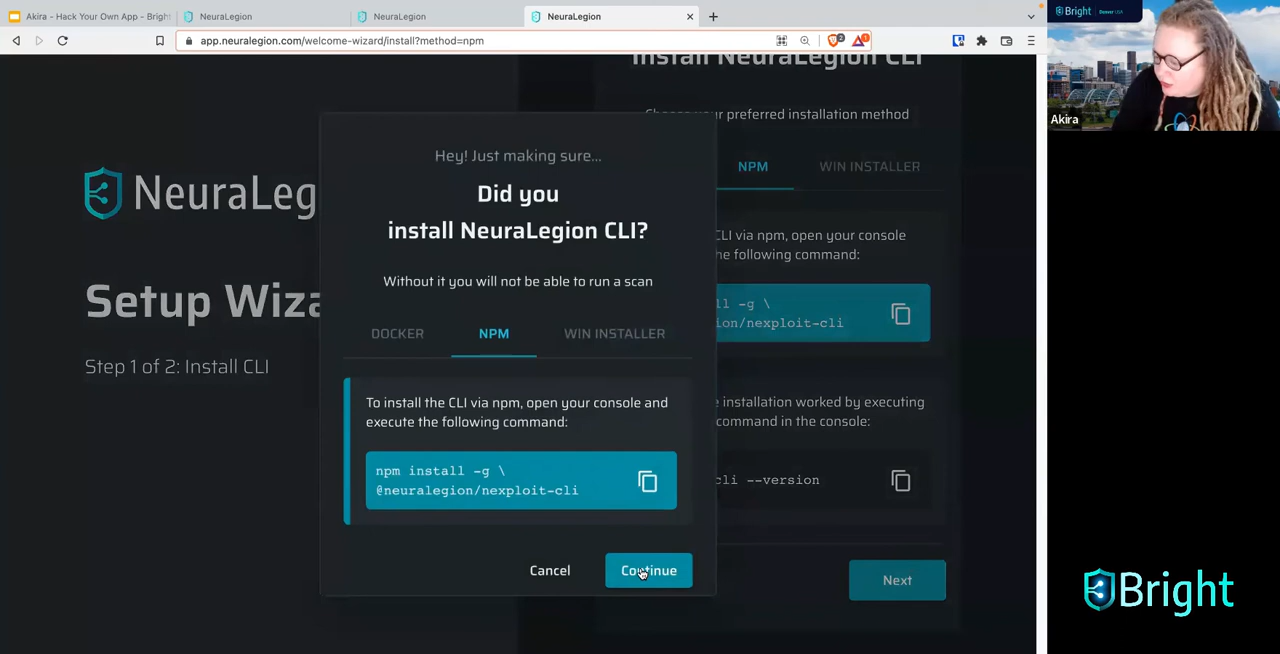 Akira - Hack Your Own App - Bright
NeuraLegion
NeuraLegion
NeuraLegion
app.neuralegion.com/welcome-wizard/install?method=npm
2
1
Bright
Akira
Install NeuraLegion CLI
Choose your preferred installation method
NPM
WIN INSTALLER
CLI via npm, open your console
he following command:
ll -g \
ion/nexploit-cli
e installation worked by executing
command in the console:
cli --version
Next
NeuraLeg
Setup Wiza
Step 1 of 2: Install CLI
Hey! Just making sure...
Did you
install NeuraLegion CLI?
Without it you will not be able to run a scan
DOCKER
NPM
WIN INSTALLER
To install the CLI via npm, open your console and
execute the following command:
npm install -g \
@neuralegion/nexploit-cli
Cancel
Continue
Bright